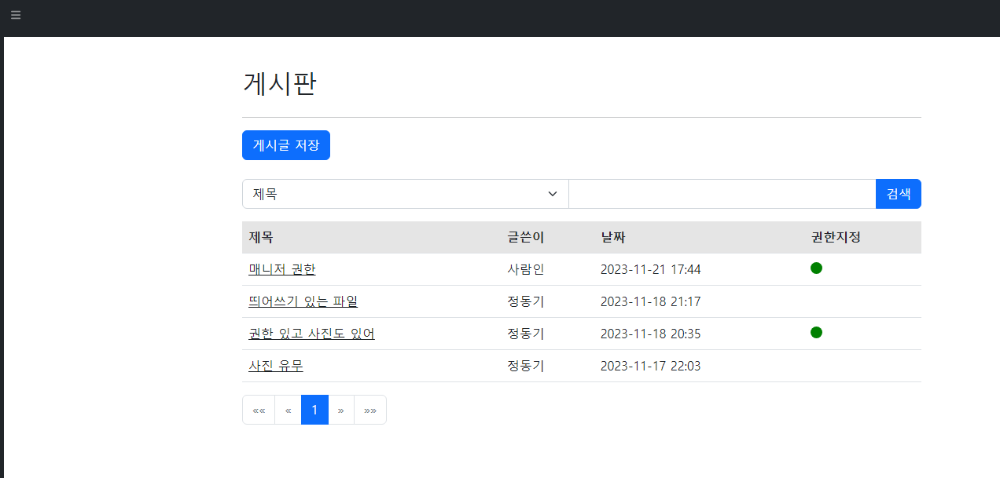 게시판
게시글 저장
제목 검색
제목 글쓴이 날짜 권한지정
매니저 권한 사람인 2023-11-21 17:44
띄어쓰기 있는 파일 정동기 2023-11-18 21:17
권한 있고 사진도 있어 정동기 2023-11-18 20:35
사진 유무 정동기 2023-11-17 22:03
«« « 1 » »»